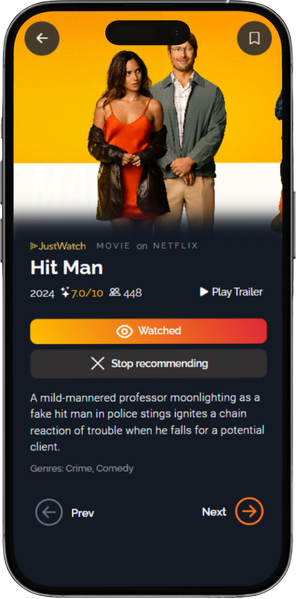 JustWatch MOVIE on NETFLIX
Hit Man
2024 7.0/10 448 Play Trailer
Watched
Stop recommending
A mild-mannered professor moonlighting as a
fake hit man in police stings ignites a chain
reaction of trouble when he falls for a potential
client.
Genres: Crime, Comedy
Prev Next